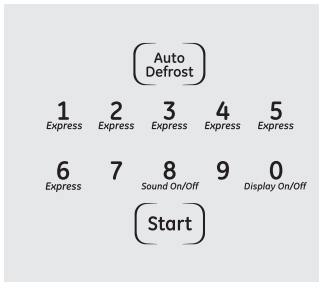 Auto
Defrost
1 2 3 4 5
Express Express Express Express Express
6 7 8 9 0
Express Sound On/Off Display On/Off
Start